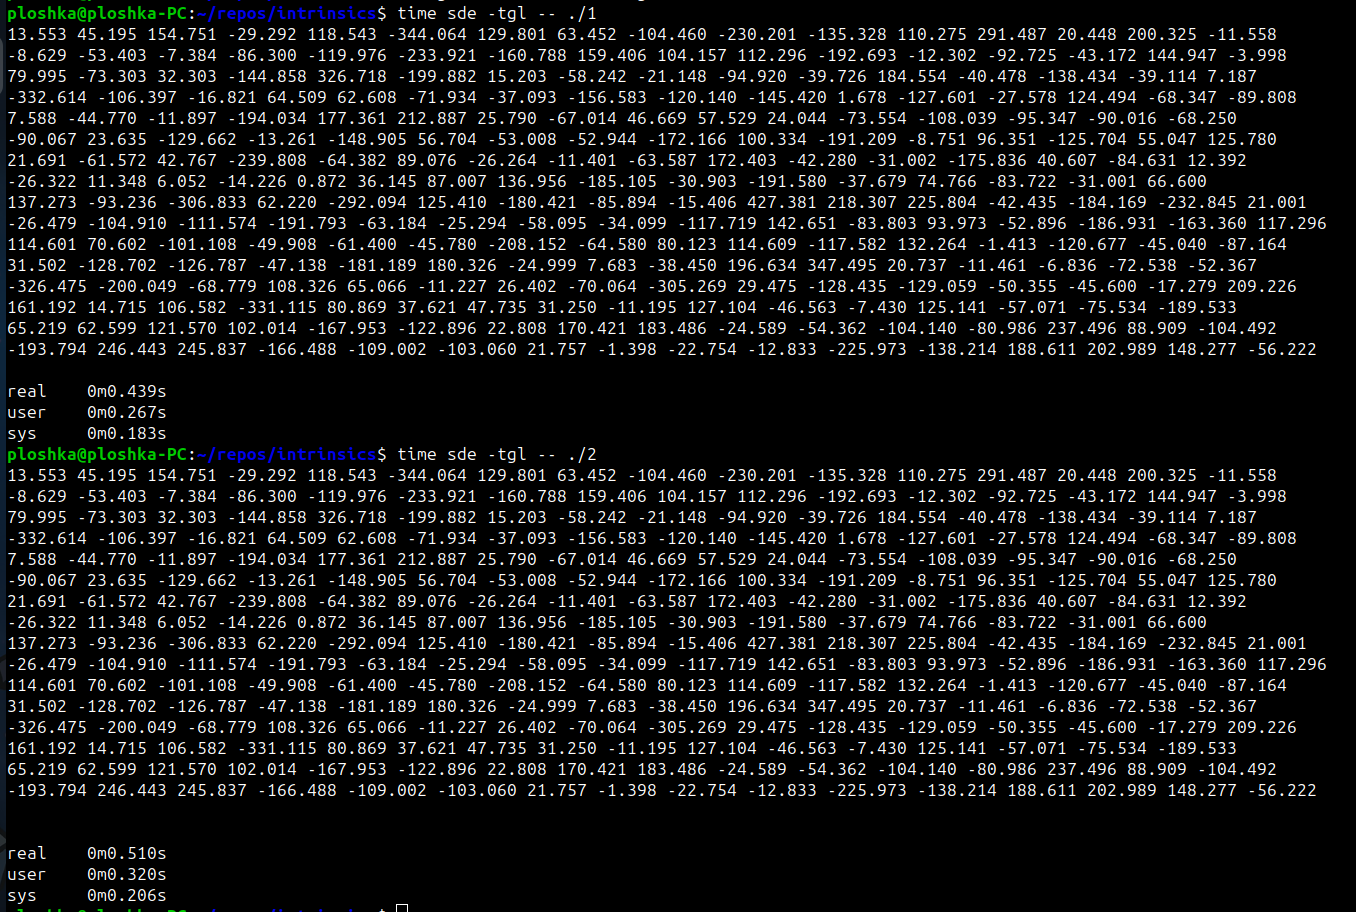 ploshka@ploshka-PC:~/repos/intrinsics$ time sde -tgl -- ./1
13.553 45.195 154.751 -29.292 118.543 -344.064 129.801 63.452 -104.460 -230.201 -135.328 110.275 291.487 20.448 200.325 -11.558
-8.629 -53.403 -7.384 -86.300 -119.976 -233.921 -160.788 159.406 104.157 112.296 -192.693 -12.302 -92.725 -43.172 144.947 -3.998
79.995 -73.303 32.303 -144.858 326.718 -199.882 15.203 -58.242 -21.148 -94.920 -39.726 184.554 -40.478 -138.434 -39.114 7.187
-332.614 -106.397 -16.821 64.509 62.608 -71.934 -37.093 -156.583 -120.140 -145.420 1.678 -127.601 -27.578 124.494 -68.347 -89.808
7.588 -44.770 -11.897 -194.034 177.361 212.887 25.790 -67.014 46.669 57.529 24.044 -73.554 -108.039 -95.347 -90.016 -68.250
-90.067 23.635 -129.662 -13.261 -148.905 56.704 -53.008 -52.944 -172.166 100.334 -191.209 -8.751 96.351 -125.704 55.047 125.780
21.691 -61.572 42.767 -239.808 -64.382 89.076 -26.264 -11.401 -63.587 172.403 -42.280 -31.002 -175.836 40.607 -84.631 12.392
-26.322 11.348 6.052 -14.226 0.872 36.145 87.007 136.956 -185.105 -30.903 -191.580 -37.679 74.766 -83.722 -31.001 66.600
137.273 -93.236 -306.833 62.220 -292.094 125.410 -180.421 -85.894 -15.406 427.381 218.307 225.804 -42.435 -184.169 -232.845 21.001
-26.479 -104.910 -111.574 -191.793 -63.184 -25.294 -58.095 -34.099 -117.719 142.651 -83.803 93.973 -52.896 -186.931 -163.360 117.296
114.601 70.602 -101.108 -49.908 -61.400 -45.780 -208.152 -64.580 80.123 114.609 -117.582 132.264 -1.413 -120.677 -45.040 -87.164
31.502 -128.702 -126.787 -47.138 -181.189 180.326 -24.999 7.683 -38.450 196.634 347.495 20.737 -11.461 -6.836 -72.538 -52.367
-326.475 -200.049 -68.779 108.326 65.066 -11.227 26.402 -70.064 -305.269 29.475 -128.435 -129.059 -50.355 -45.600 -17.279 209.226
161.192 14.715 106.582 -331.115 80.869 37.621 47.735 31.250 -11.195 127.104 -46.563 -7.430 125.141 -57.071 -75.534 -189.533
65.219 62.599 121.570 102.014 -167.953 -122.896 22.808 170.421 183.486 -24.589 -54.362 -104.140 -80.986 237.496 88.909 -104.492
-193.794 246.443 245.837 -166.488 -109.002 -103.060 21.757 -1.398 -22.754 -12.833 -225.973 -138.214 188.611 202.989 148.277 -56.222
real 0m0.439s
user 0m0.267s
sys 0m0.183s
ploshka@ploshka-PC:~/repos/intrinsics$ time sde -tgl -- ./2
13.553 45.195 154.751 -29.292 118.543 -344.064 129.801 63.452 -104.460 -230.201 -135.328 110.275 291.487 20.448 200.325 -11.558
-8.629 -53.403 -7.384 -86.300 -119.976 -233.921 -160.788 159.406 104.157 112.296 -192.693 -12.302 -92.725 -43.172 144.947 -3.998
79.995 -73.303 32.303 -144.858 326.718 -199.882 15.203 -58.242 -21.148 -94.920 -39.726 184.554 -40.478 -138.434 -39.114 7.187
-332.614 -106.397 -16.821 64.509 62.608 -71.934 -37.093 -156.583 -120.140 -145.420 1.678 -127.601 -27.578 124.494 -68.347 -89.808
7.588 -44.770 -11.897 -194.034 177.361 212.887 25.790 -67.014 46.669 57.529 24.044 -73.554 -108.039 -95.347 -90.016 -68.250
-90.067 23.635 -129.662 -13.261 -148.905 56.704 -53.008 -52.944 -172.166 100.334 -191.209 -8.751 96.351 -125.704 55.047 125.780
21.691 -61.572 42.767 -239.808 -64.382 89.076 -26.264 -11.401 -63.587 172.403 -42.280 -31.002 -175.836 40.607 -84.631 12.392
-26.322 11.348 6.052 -14.226 0.872 36.145 87.007 136.956 -185.105 -30.903 -191.580 -37.679 74.766 -83.722 -31.001 66.600
137.273 -93.236 -306.833 62.220 -292.094 125.410 -180.421 -85.894 -15.406 427.381 218.307 225.804 -42.435 -184.169 -232.845 21.001
-26.479 -104.910 -111.574 -191.793 -63.184 -25.294 -58.095 -34.099 -117.719 142.651 -83.803 93.973 -52.896 -186.931 -163.360 117.296
114.601 70.602 -101.108 -49.908 -61.400 -45.780 -208.152 -64.580 80.123 114.609 -117.582 132.264 -1.413 -120.677 -45.040 -87.164
31.502 -128.702 -126.787 -47.138 -181.189 180.326 -24.999 7.683 -38.450 196.634 347.495 20.737 -11.461 -6.836 -72.538 -52.367
-326.475 -200.049 -68.779 108.326 65.066 -11.227 26.402 -70.064 -305.269 29.475 -128.435 -129.059 -50.355 -45.600 -17.279 209.226
161.192 14.715 106.582 -331.115 80.869 37.621 47.735 31.250 -11.195 127.104 -46.563 -7.430 125.141 -57.071 -75.534 -189.533
65.219 62.599 121.570 102.014 -167.953 -122.896 22.808 170.421 183.486 -24.589 -54.362 -104.140 -80.986 237.496 88.909 -104.492
-193.794 246.443 245.837 -166.488 -109.002 -103.060 21.757 -1.398 -22.754 -12.833 -225.973 -138.214 188.611 202.989 148.277 -56.222
real 0m0.510s
user 0m0.320s
sys 0m0.206s